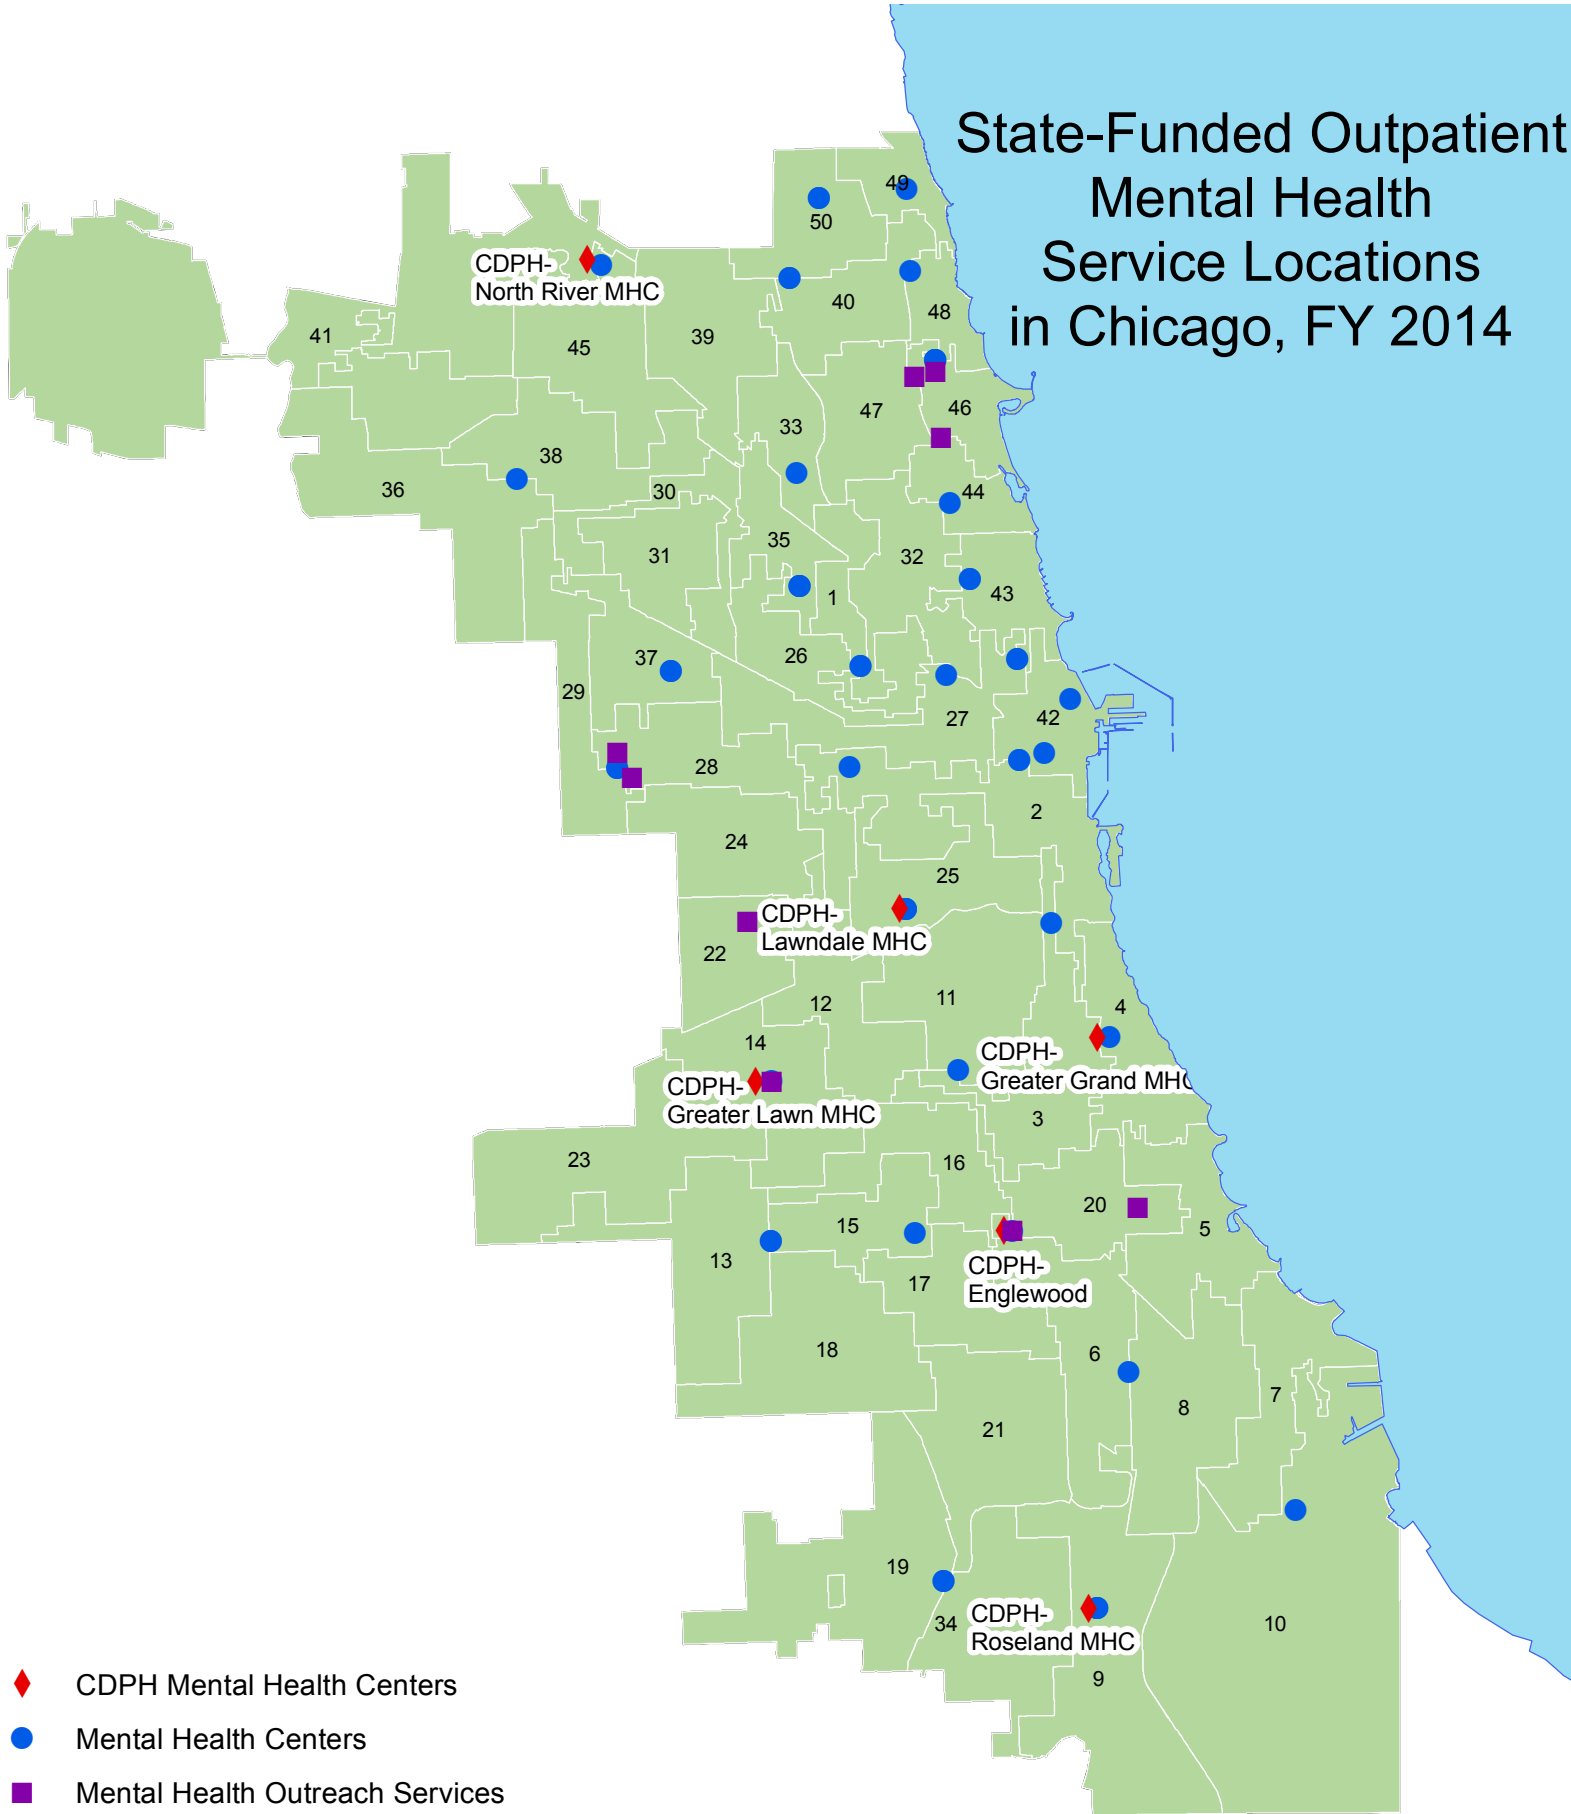 State-Funded Outpatient
Mental Health
Service Locations
in Chicago, FY 2014
49
50
CDPH-
North River MHC
40
48
41
45
39
47
46
33
38
36
30
44
35
31
32
1
43
26
37
29
27
42
28
2
24
25
CDPH-
Lawndale MHC
22
11
12
4
14
CDPH-
Greater Grand MHC
CDPH-
Greater Lawn MHC
3
23
16
20
15
5
13
17
CDPH-
Englewood
18
6
7
8
21
19
34
CDPH-
Roseland MHC
10
9
CDPH Mental Health Centers
Mental Health Centers
Mental Health Outreach Services